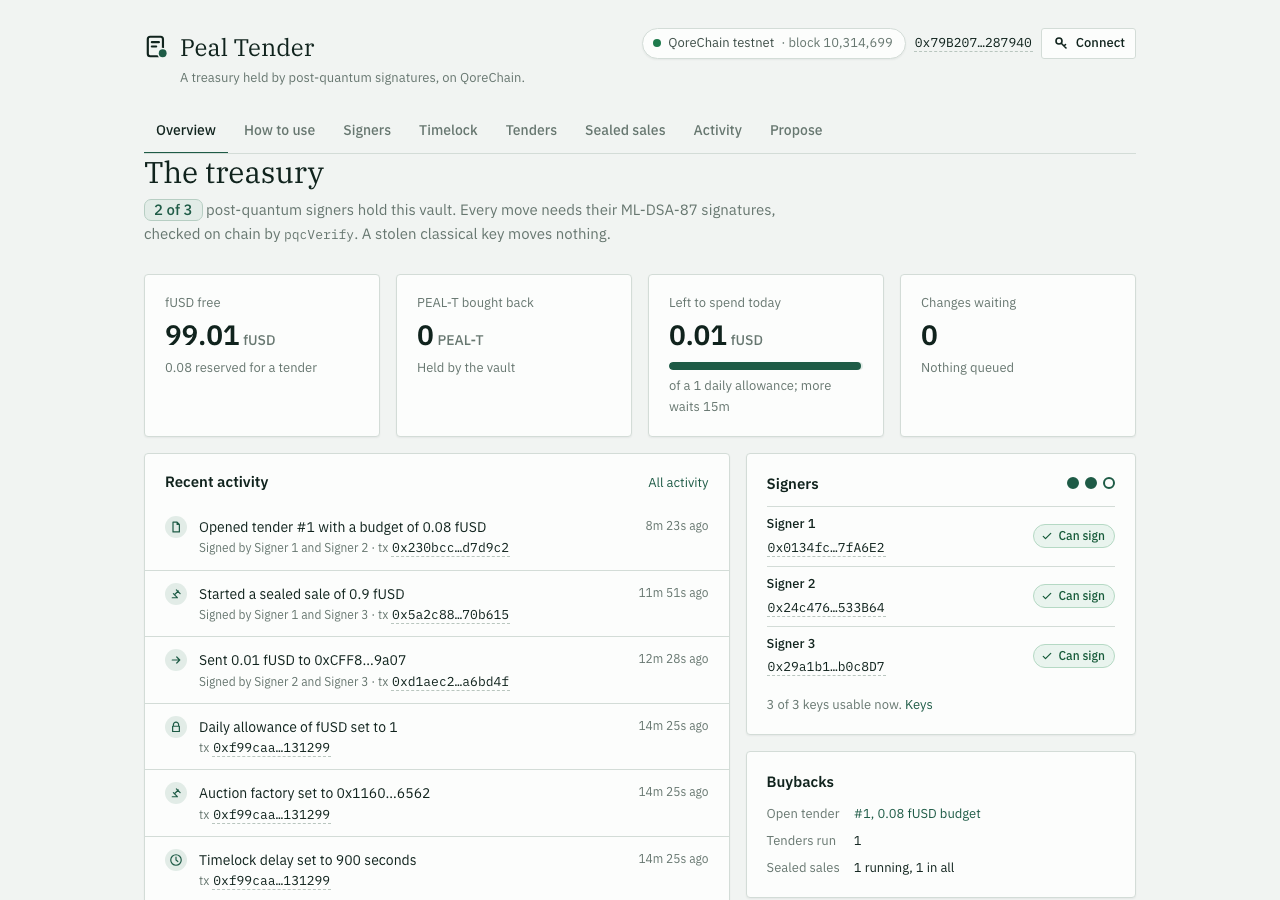 Peal Tender
A treasury held by post-quantum signatures, on QoreChain.
QoreChain testnet · block 10,314,699
0x79B207…287940
Connect
Overview How to use Signers Timelock Tenders Sealed sales Activity Propose
The treasury
2 of 3 post-quantum signers hold this vault. Every move needs their ML-DSA-87 signatures,
checked on chain by pqcVerify. A stolen classical key moves nothing.
fUSD free
99.01 fUSD
0.08 reserved for a tender
PEAL-T bought back
0 PEAL-T
Held by the vault
Left to spend today
0.01 fUSD
of a 1 daily allowance; more
waits 15m
Changes waiting
0
Nothing queued
Recent activity
All activity
Opened tender #1 with a budget of 0.08 fUSD
8m 23s ago
Signed by Signer 1 and Signer 2 · tx 0x230bcc…d7d9c2
Started a sealed sale of 0.9 fUSD
11m 51s ago
Signed by Signer 1 and Signer 3 · tx 0x5a2c88…70b615
Sent 0.01 fUSD to 0xCFF8…9a07
12m 28s ago
Signed by Signer 2 and Signer 3 · tx 0xd1aec2…a6bd4f
Daily allowance of fUSD set to 1
14m 25s ago
tx 0xf99caa…131299
Auction factory set to 0x1160…6562
14m 25s ago
tx 0xf99caa…131299
Timelock delay set to 900 seconds
14m 25s ago
tx 0xf99caa…131299
Signers
Signer 1
0x0134fc…7fA6E2
Can sign
Signer 2
0x24c476…533B64
Can sign
Signer 3
0x29a1b1…b0c8D7
Can sign
3 of 3 keys usable now. Keys
Buybacks
Open tender #1, 0.08 fUSD budget
Tenders run 1
Sealed sales 1 running, 1 in all